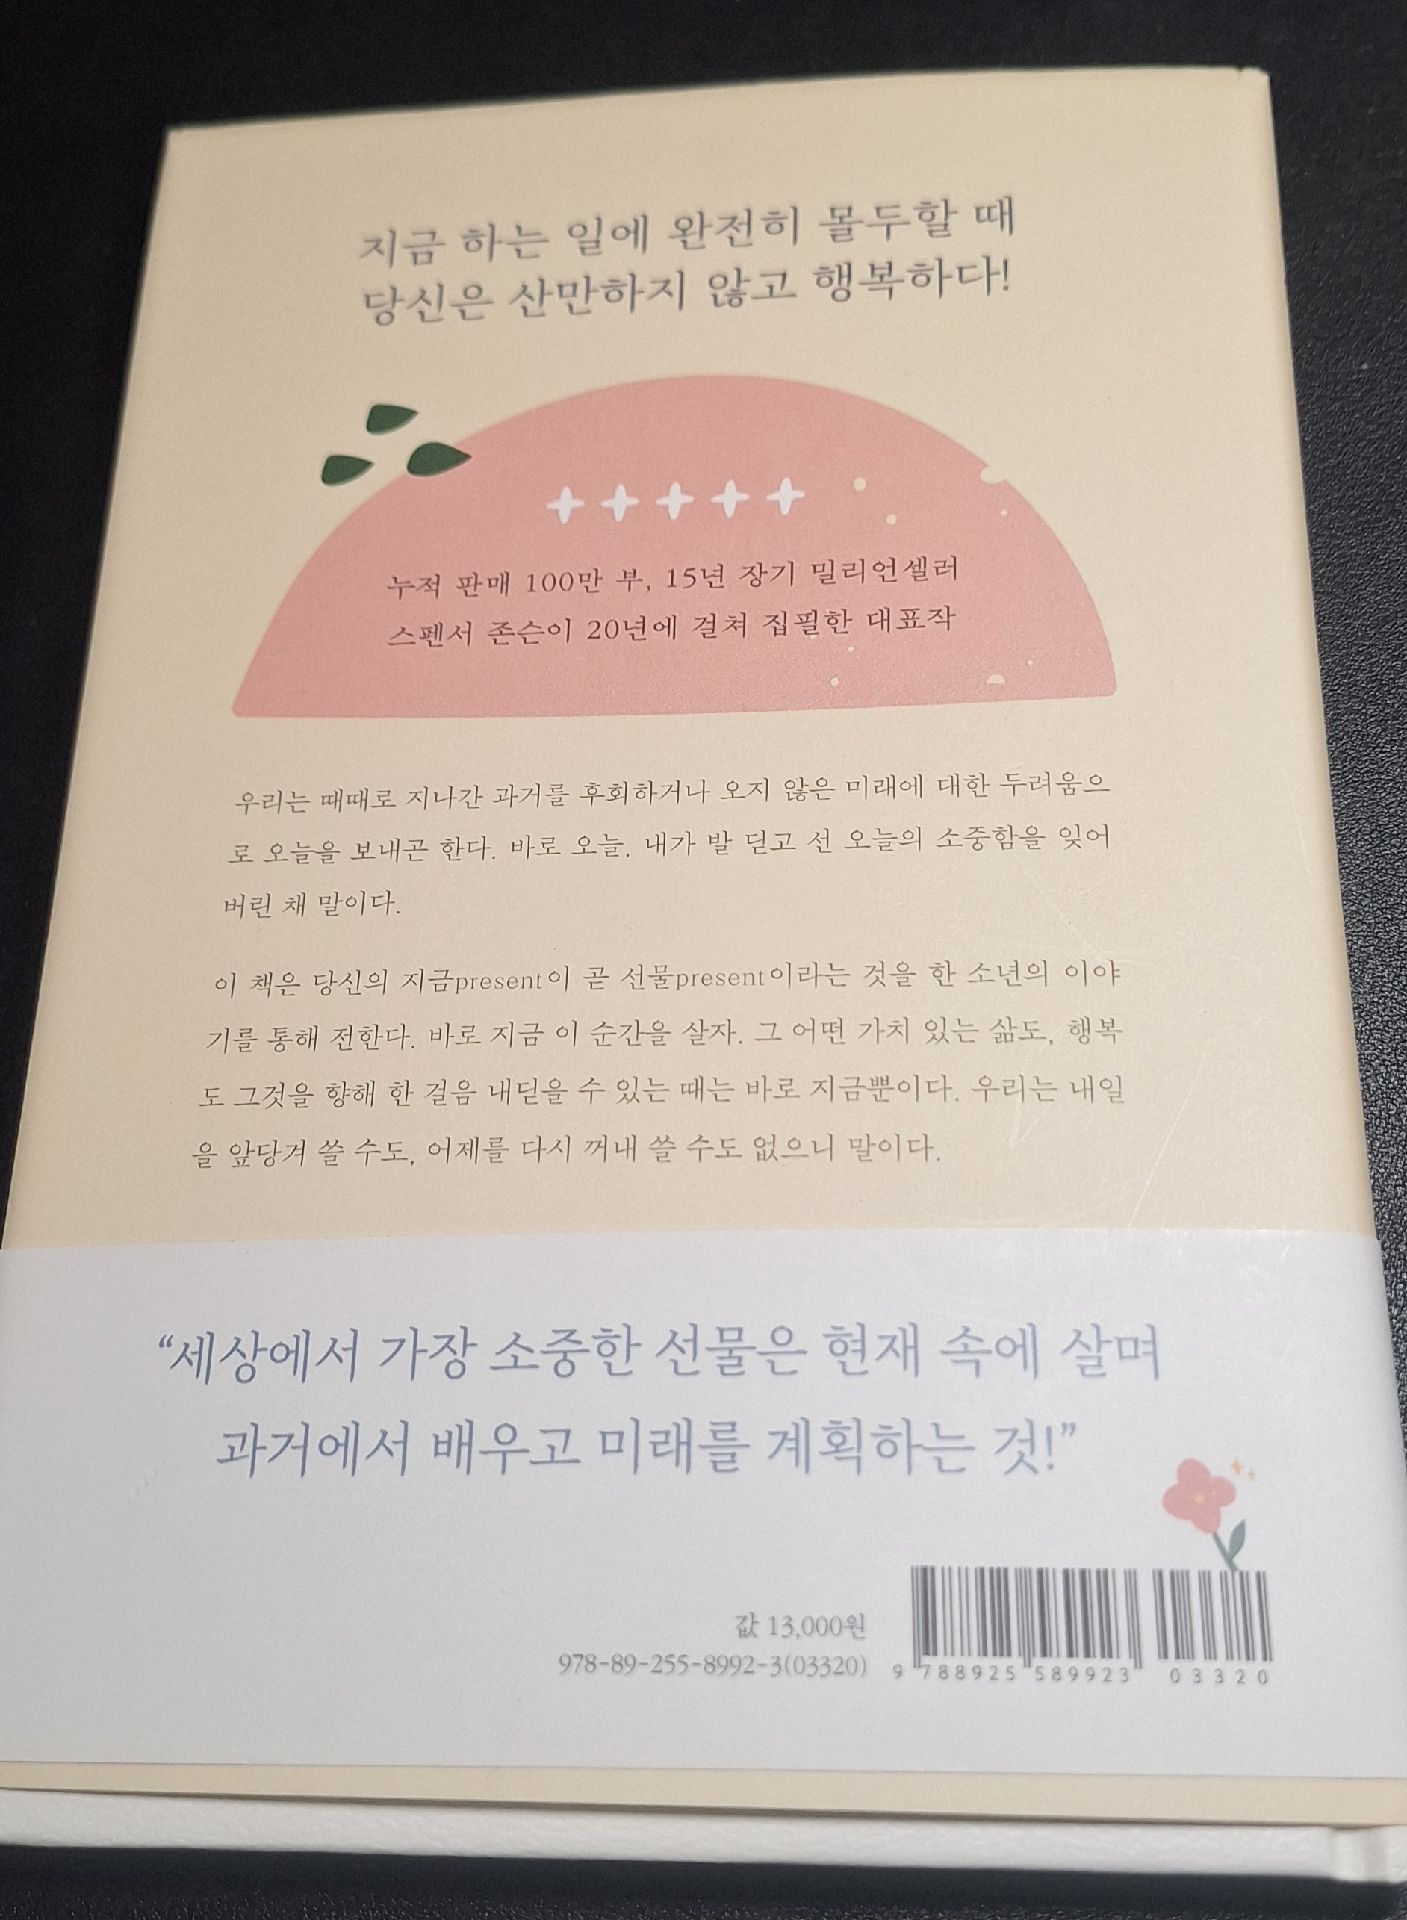 지금 하는 일에 완전히 몰두할 때
당신은 산만하지 않고 행복하다!
누적 판매 100만 부, 15년 장기 밀리언셀러
스펜서 존슨이 20년에 걸쳐 집필한 대표작
우리는 때때로 지나간 과거를 후회하거나 오지 않은 미래에 대한 두려움으
로 오늘을 보내곤 한다. 바로 오늘, 내가 발 딛고 선 오늘의 소중함을 잊어
버린 채 말이다.
이 책은 당신의 지금present이 곧 선물present이라는 것을 한 소년의 이야
기를 통해 전한다. 바로 지금 이 순간을 살자. 그 어떤 가치 있는 삶도, 행복
도 그것을 향해 한 걸음 내딛을 수 있는 때는 바로 지금뿐이다. 우리는 내일
을 앞당겨 쓸 수도, 어제를 다시 꺼내 쓸 수도 없으니 말이다.
“세상에서 가장 소중한 선물은 현재 속에 살며
과거에서 배우고 미래를 계획하는 것!”
값 13,000원
978-89-255-8992-3(03320)
9 788925 589923 03320